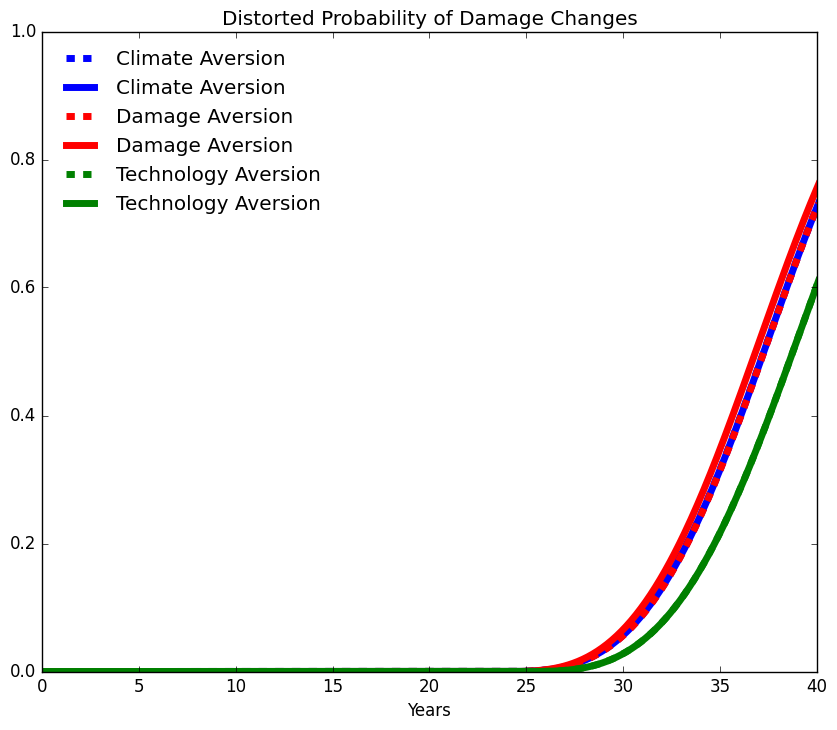 Distorted Probability of Damage Changes
1.0
0.8
0.6
0.4
0.2
0.0
Climate Aversion
Climate Aversion
Damage Aversion
Damage Aversion
Technology Aversion
Technology Aversion
0 5 10 15 20 25 30 35 40
Years